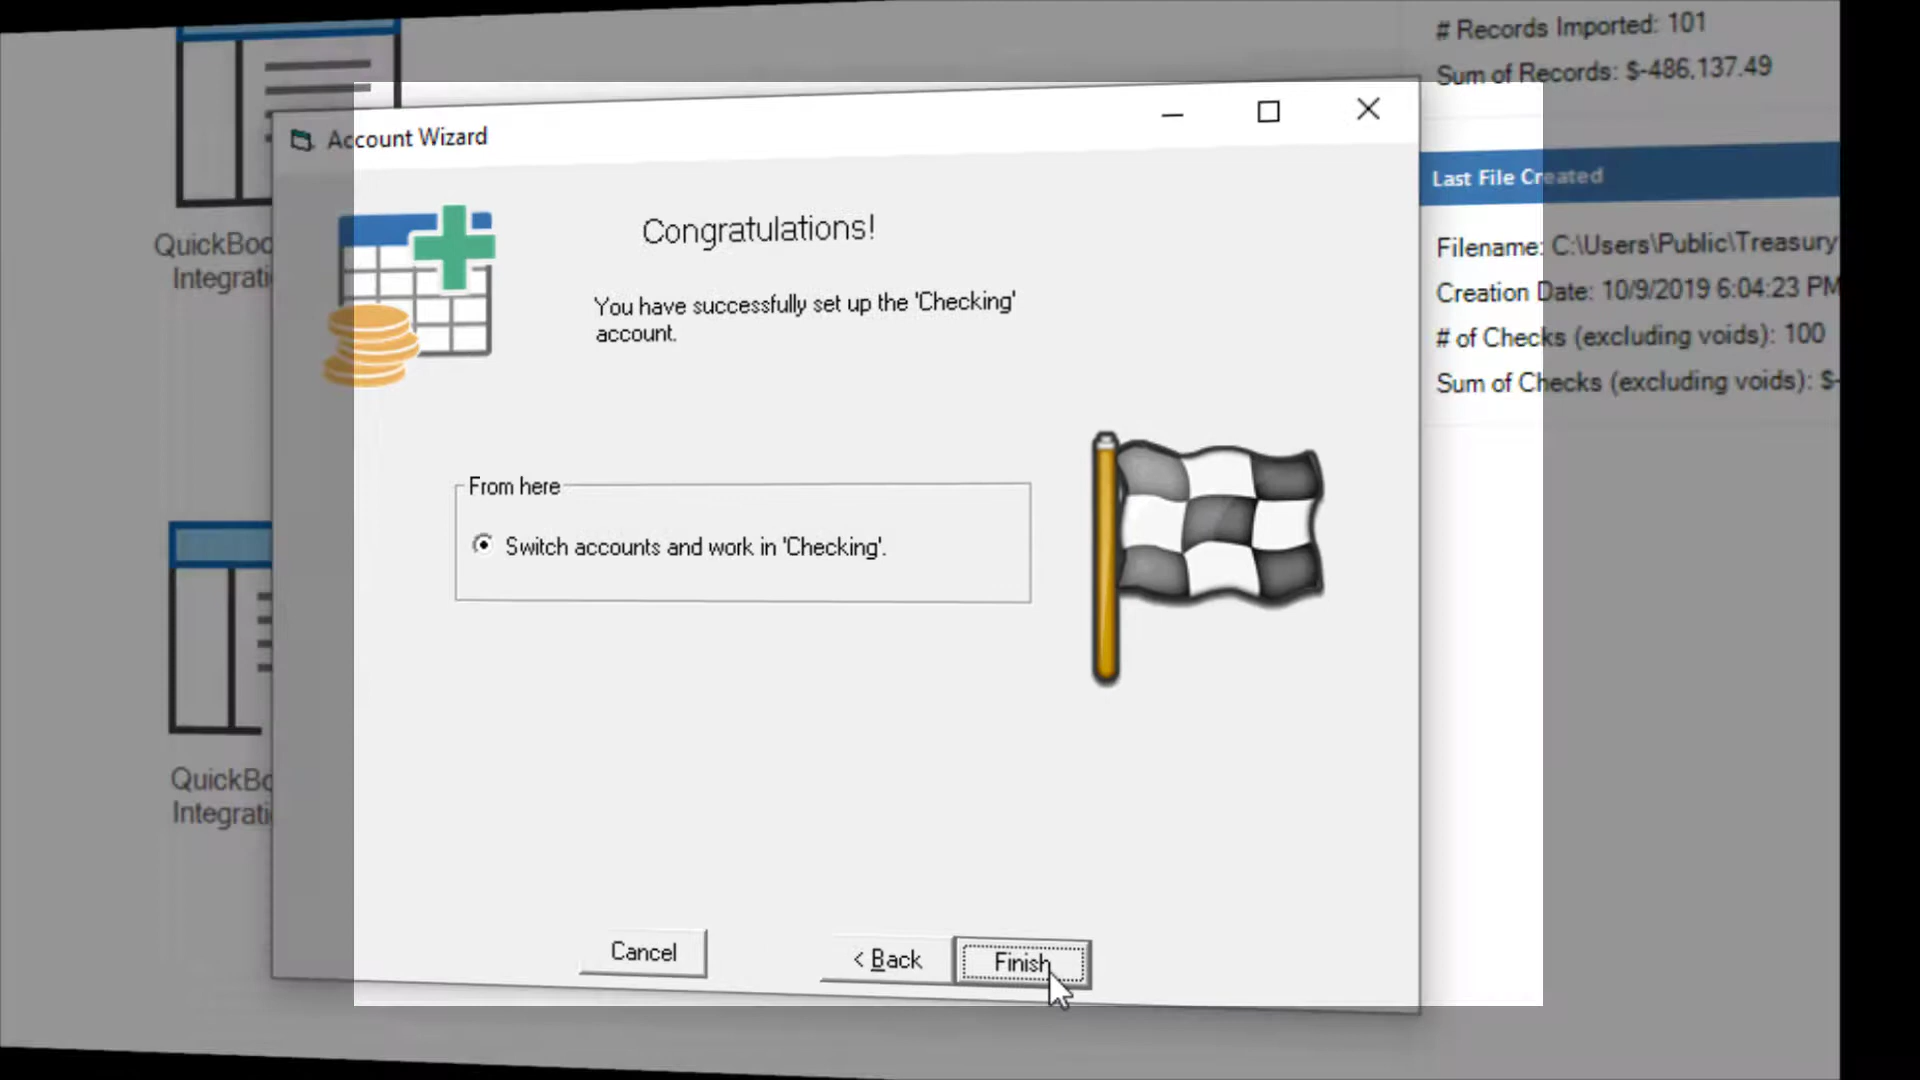 # Records Imported: 101
Sum of Records: $-486,137.49
Account Wizard
Last File Created
Congratulations!
QuickBoo
Integrati
Filename: C:\Users\Public\Treasury
Creation Date: 10/9/2019 6:04:23 PM
# of Checks (excluding voids): 100
Sum of Checks (excluding voids): $-
You have successfully set up the 'Checking'
account.
From here
Switch accounts and work in 'Checking'.
QuickBo
Integrati
Cancel
< Back
Finish